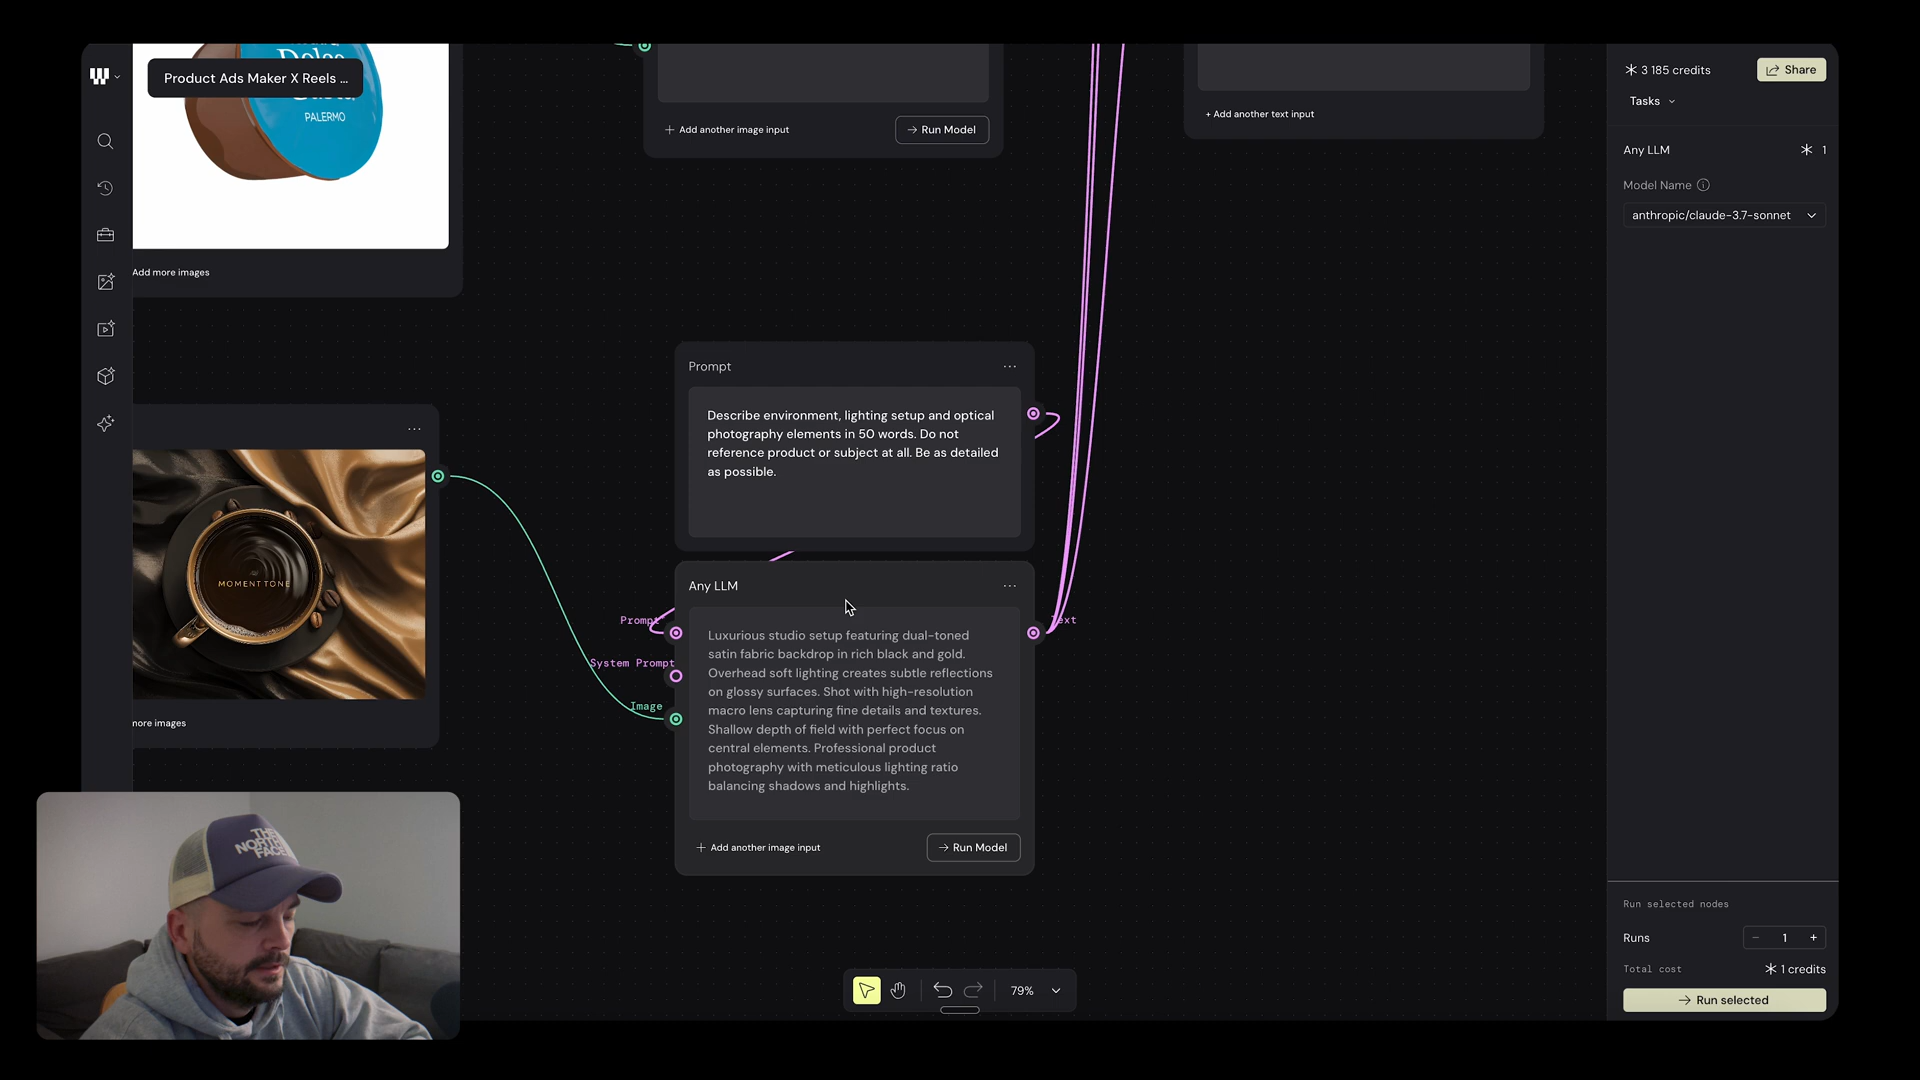 Dolce
Gusto
PALERMO
Product Ads Maker X Reels ...
Add more images
Add another image input
Run Model
+ Add another text input
3 185 credits
Share
Tasks
Any LLM
1
Model Name
anthropic/claude-3.7-sonnet
Prompt
Describe environment, lighting setup and optical
photography elements in 50 words. Do not
reference product or subject at all. Be as detailed
as possible.
MOMENT TONE
more images
Any LLM
Prompt*
System Prompt
Image
Text
Luxurious studio setup featuring dual-toned
satin fabric backdrop in rich black and gold.
Overhead soft lighting creates subtle reflections
on glossy surfaces. Shot with high-resolution
macro lens capturing fine details and textures.
Shallow depth of field with perfect focus on
central elements. Professional product
photography with meticulous lighting ratio
balancing shadows and highlights.
Add another image input
Run Model
THE
NORTH
FACE
79%
Run selected nodes
Runs
1
Total cost
1 credits
Run selected